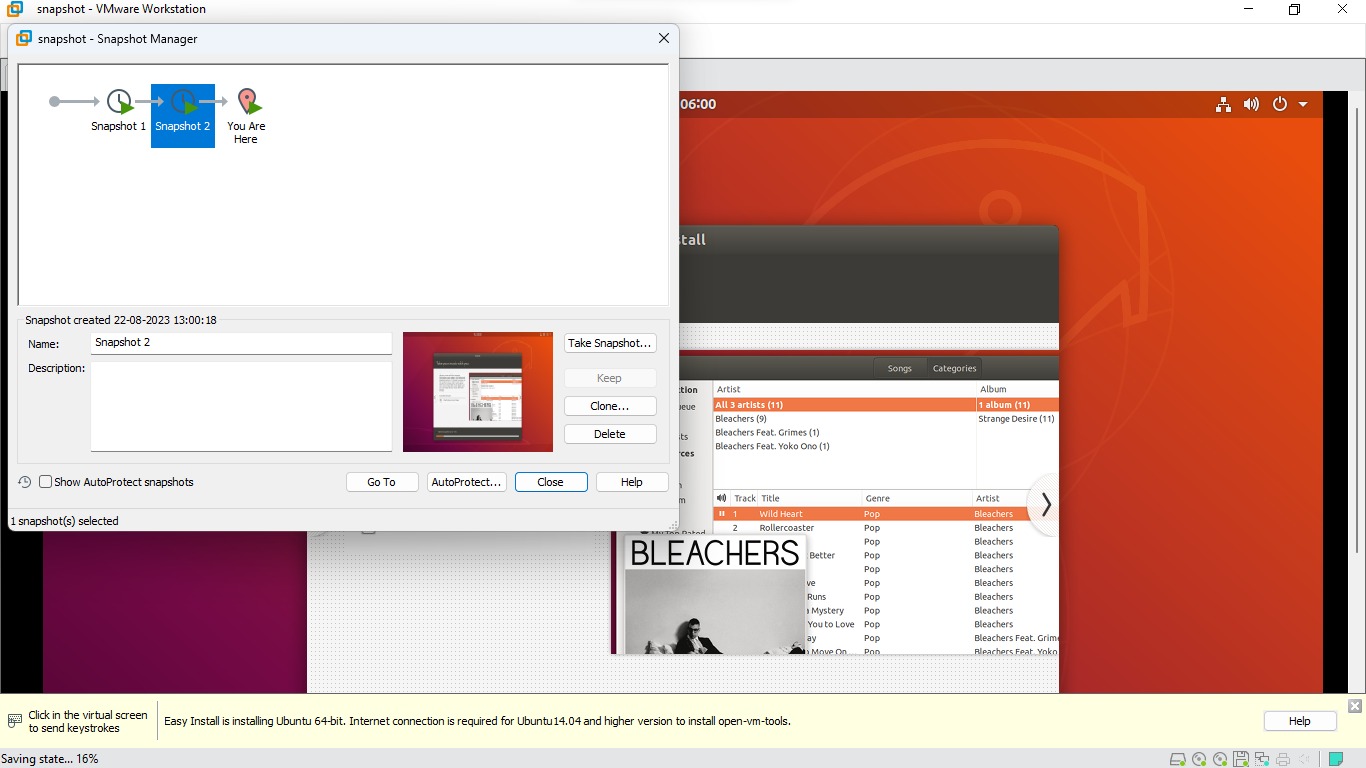 snapshot - VMware Workstation
snapshot - Snapshot Manager
Snapshot 1
Snapshot 2
You Are
Here
Snapshot created 22-08-2023 13:00:18
Name:
Snapshot 2
Take Snapshot...
Description:
Keep
Clone...
Delete
Show AutoProtect snapshots
Go To
AutoProtect...
Close
Help
1 snapshot(s) selected
06:00
stall
Songs
Categories
ction
Artist
Album
ueue
All 3 artists (11)
1 album (11)
Bleachers (9)
Strange Desire (11)
Bleachers Feat. Grimes (1)
sts
Bleachers Feat. Yoko Ono (1)
rces
n
m
Track
Title
Genre
Artist
1
Wild Heart
Pop
Bleachers
My Top Rated
2
Rollercoaster
Pop
Bleachers
Pop
Bleachers
Better
Pop
Bleachers
Pop
Bleachers
ve
Pop
Bleachers
Runs
Pop
Bleachers
a Mystery
Pop
Bleachers
You to Love
Pop
Bleachers
ay
Pop
Bleachers Feat. Grime
Move On
Pop
Bleachers Feat. Yoko
BLEACHERS
Click in the virtual screen
to send keystrokes
Easy Install is installing Ubuntu 64-bit. Internet connection is required for Ubuntu14.04 and higher version to install open-vm-tools.
Help
Saving state... 16%